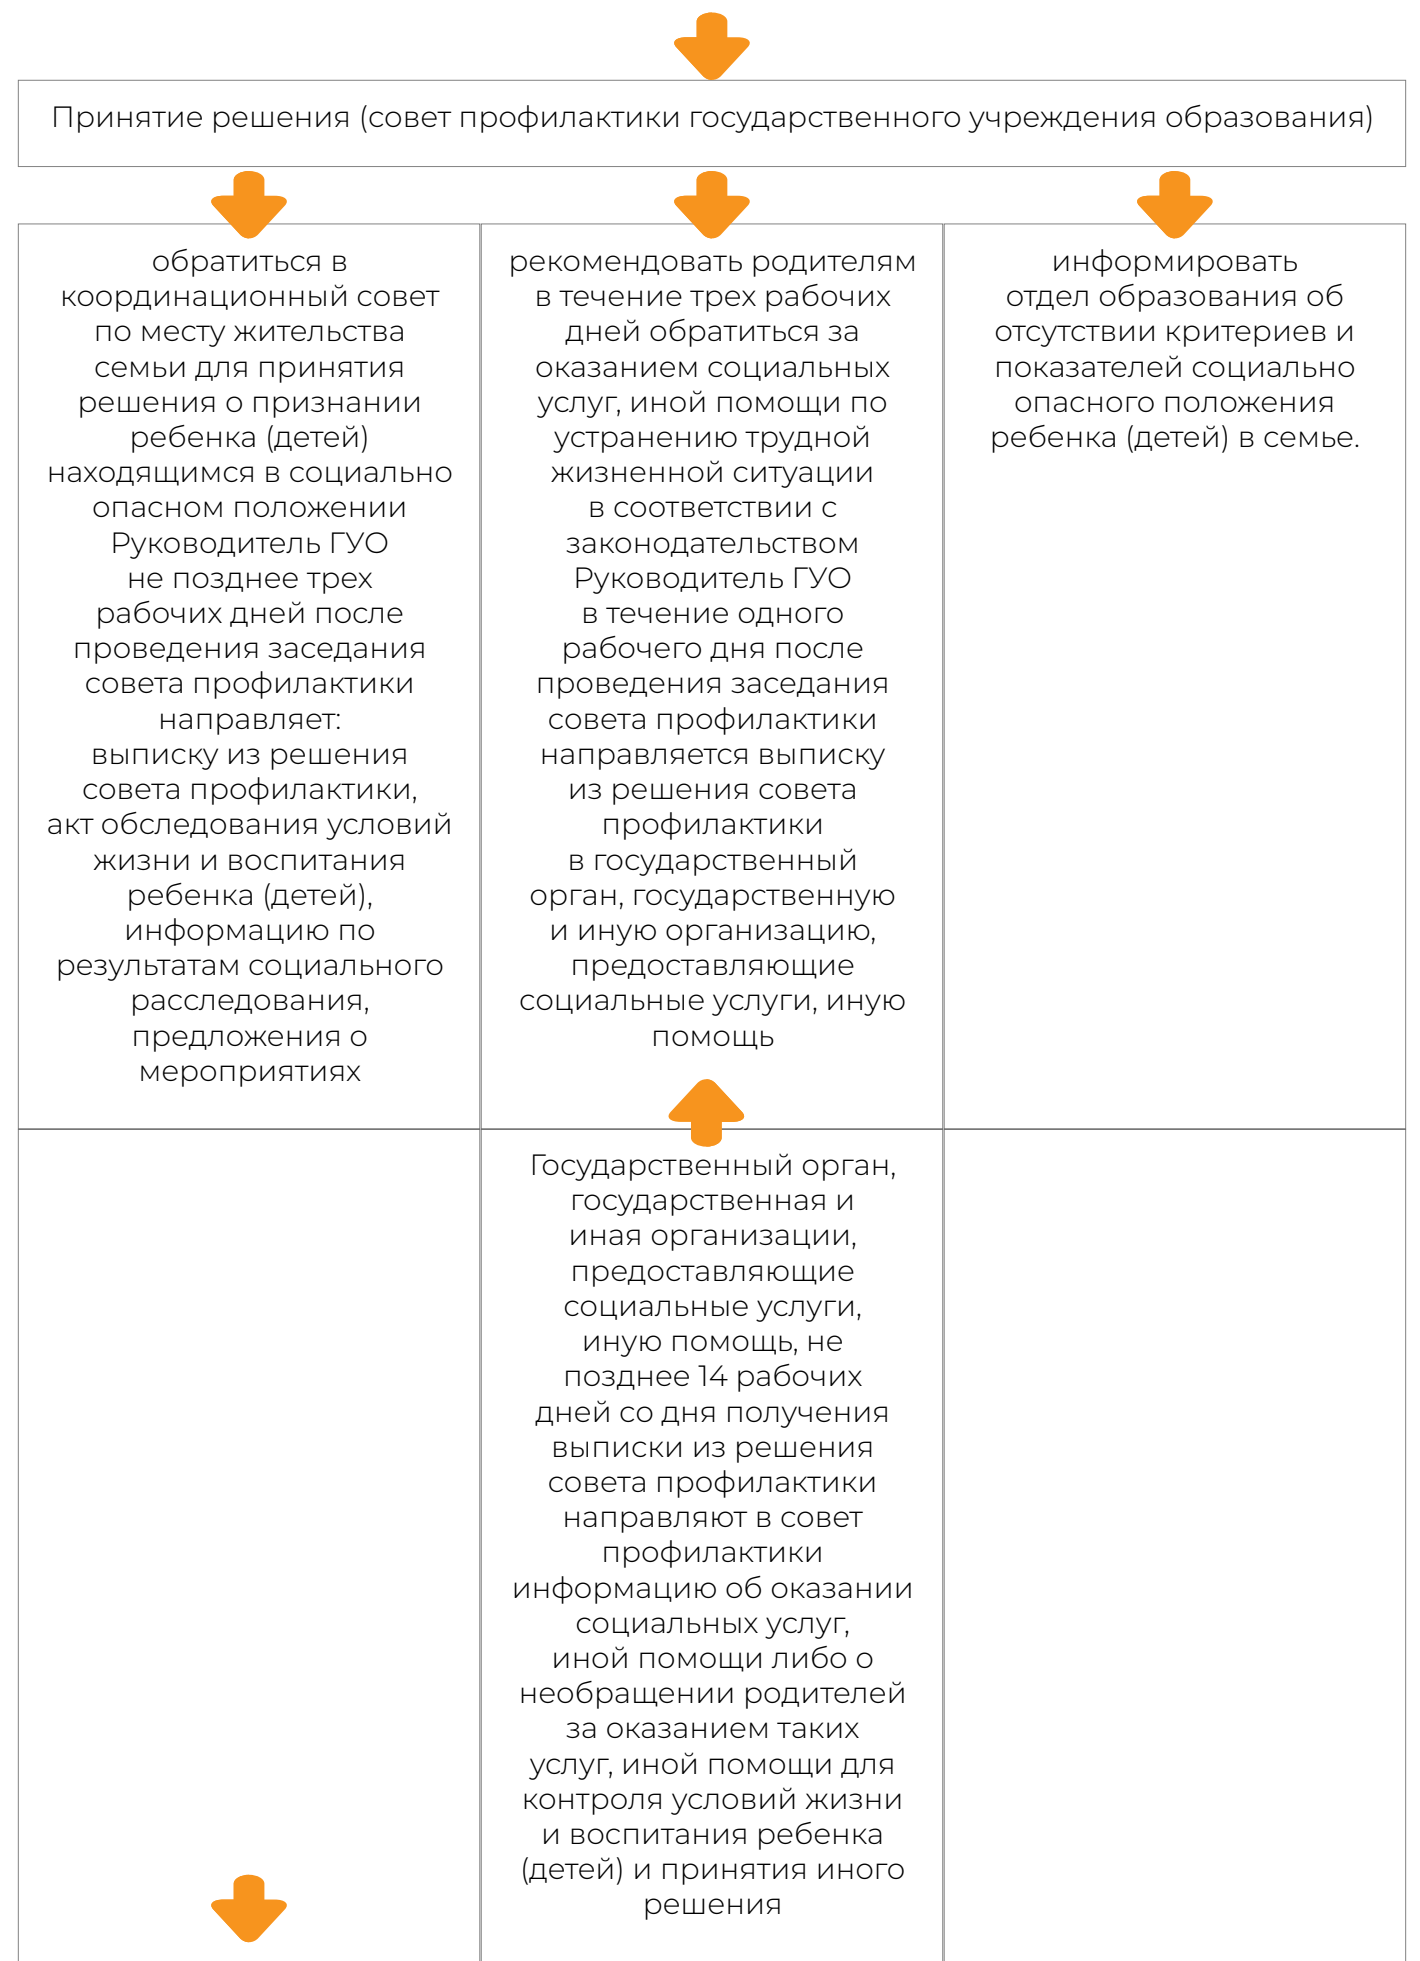 Принятие решения (совет профилактики государственного учреждения образования)
обратиться в
координационный совет
по месту жительства
семьи для принятия
решения о признании
ребенка (детей)
находящимся в социально
опасном положении
Руководитель ГУО
не позднее трех
рабочих дней после
проведения заседания
совета профилактики
направляет:
выписку из решения
совета профилактики,
акт обследования условий
жизни и воспитания
ребенка (детей),
информацию по
результатам социального
расследования,
предложения о
мероприятиях
рекомендовать родителям
в течение трех рабочих
дней обратиться за
оказанием социальных
услуг, иной помощи по
устранению трудной
жизненной ситуации
в соответствии с
законодательством
Руководитель ГУО
в течение одного
рабочего дня после
проведения заседания
совета профилактики
направляется выписку
из решения совета
профилактики
в государственный
орган, государственную
и иную организацию,
предоставляющие
социальные услуги, иную
помощь
информировать
отдел образования об
отсутствии критериев и
показателей социально
опасного положения
ребенка (детей) в семье.
Государственный орган,
государственная и
иная организации,
предоставляющие
социальные услуги,
иную помощь, не
позднее 14 рабочих
дней со дня получения
выписки из решения
совета профилактики
направляют в совет
профилактики
информацию об оказании
социальных услуг,
иной помощи либо о
необращении родителей
за оказанием таких
услуг, иной помощи для
контроля условий жизни
и воспитания ребенка
(детей) и принятия иного
решения